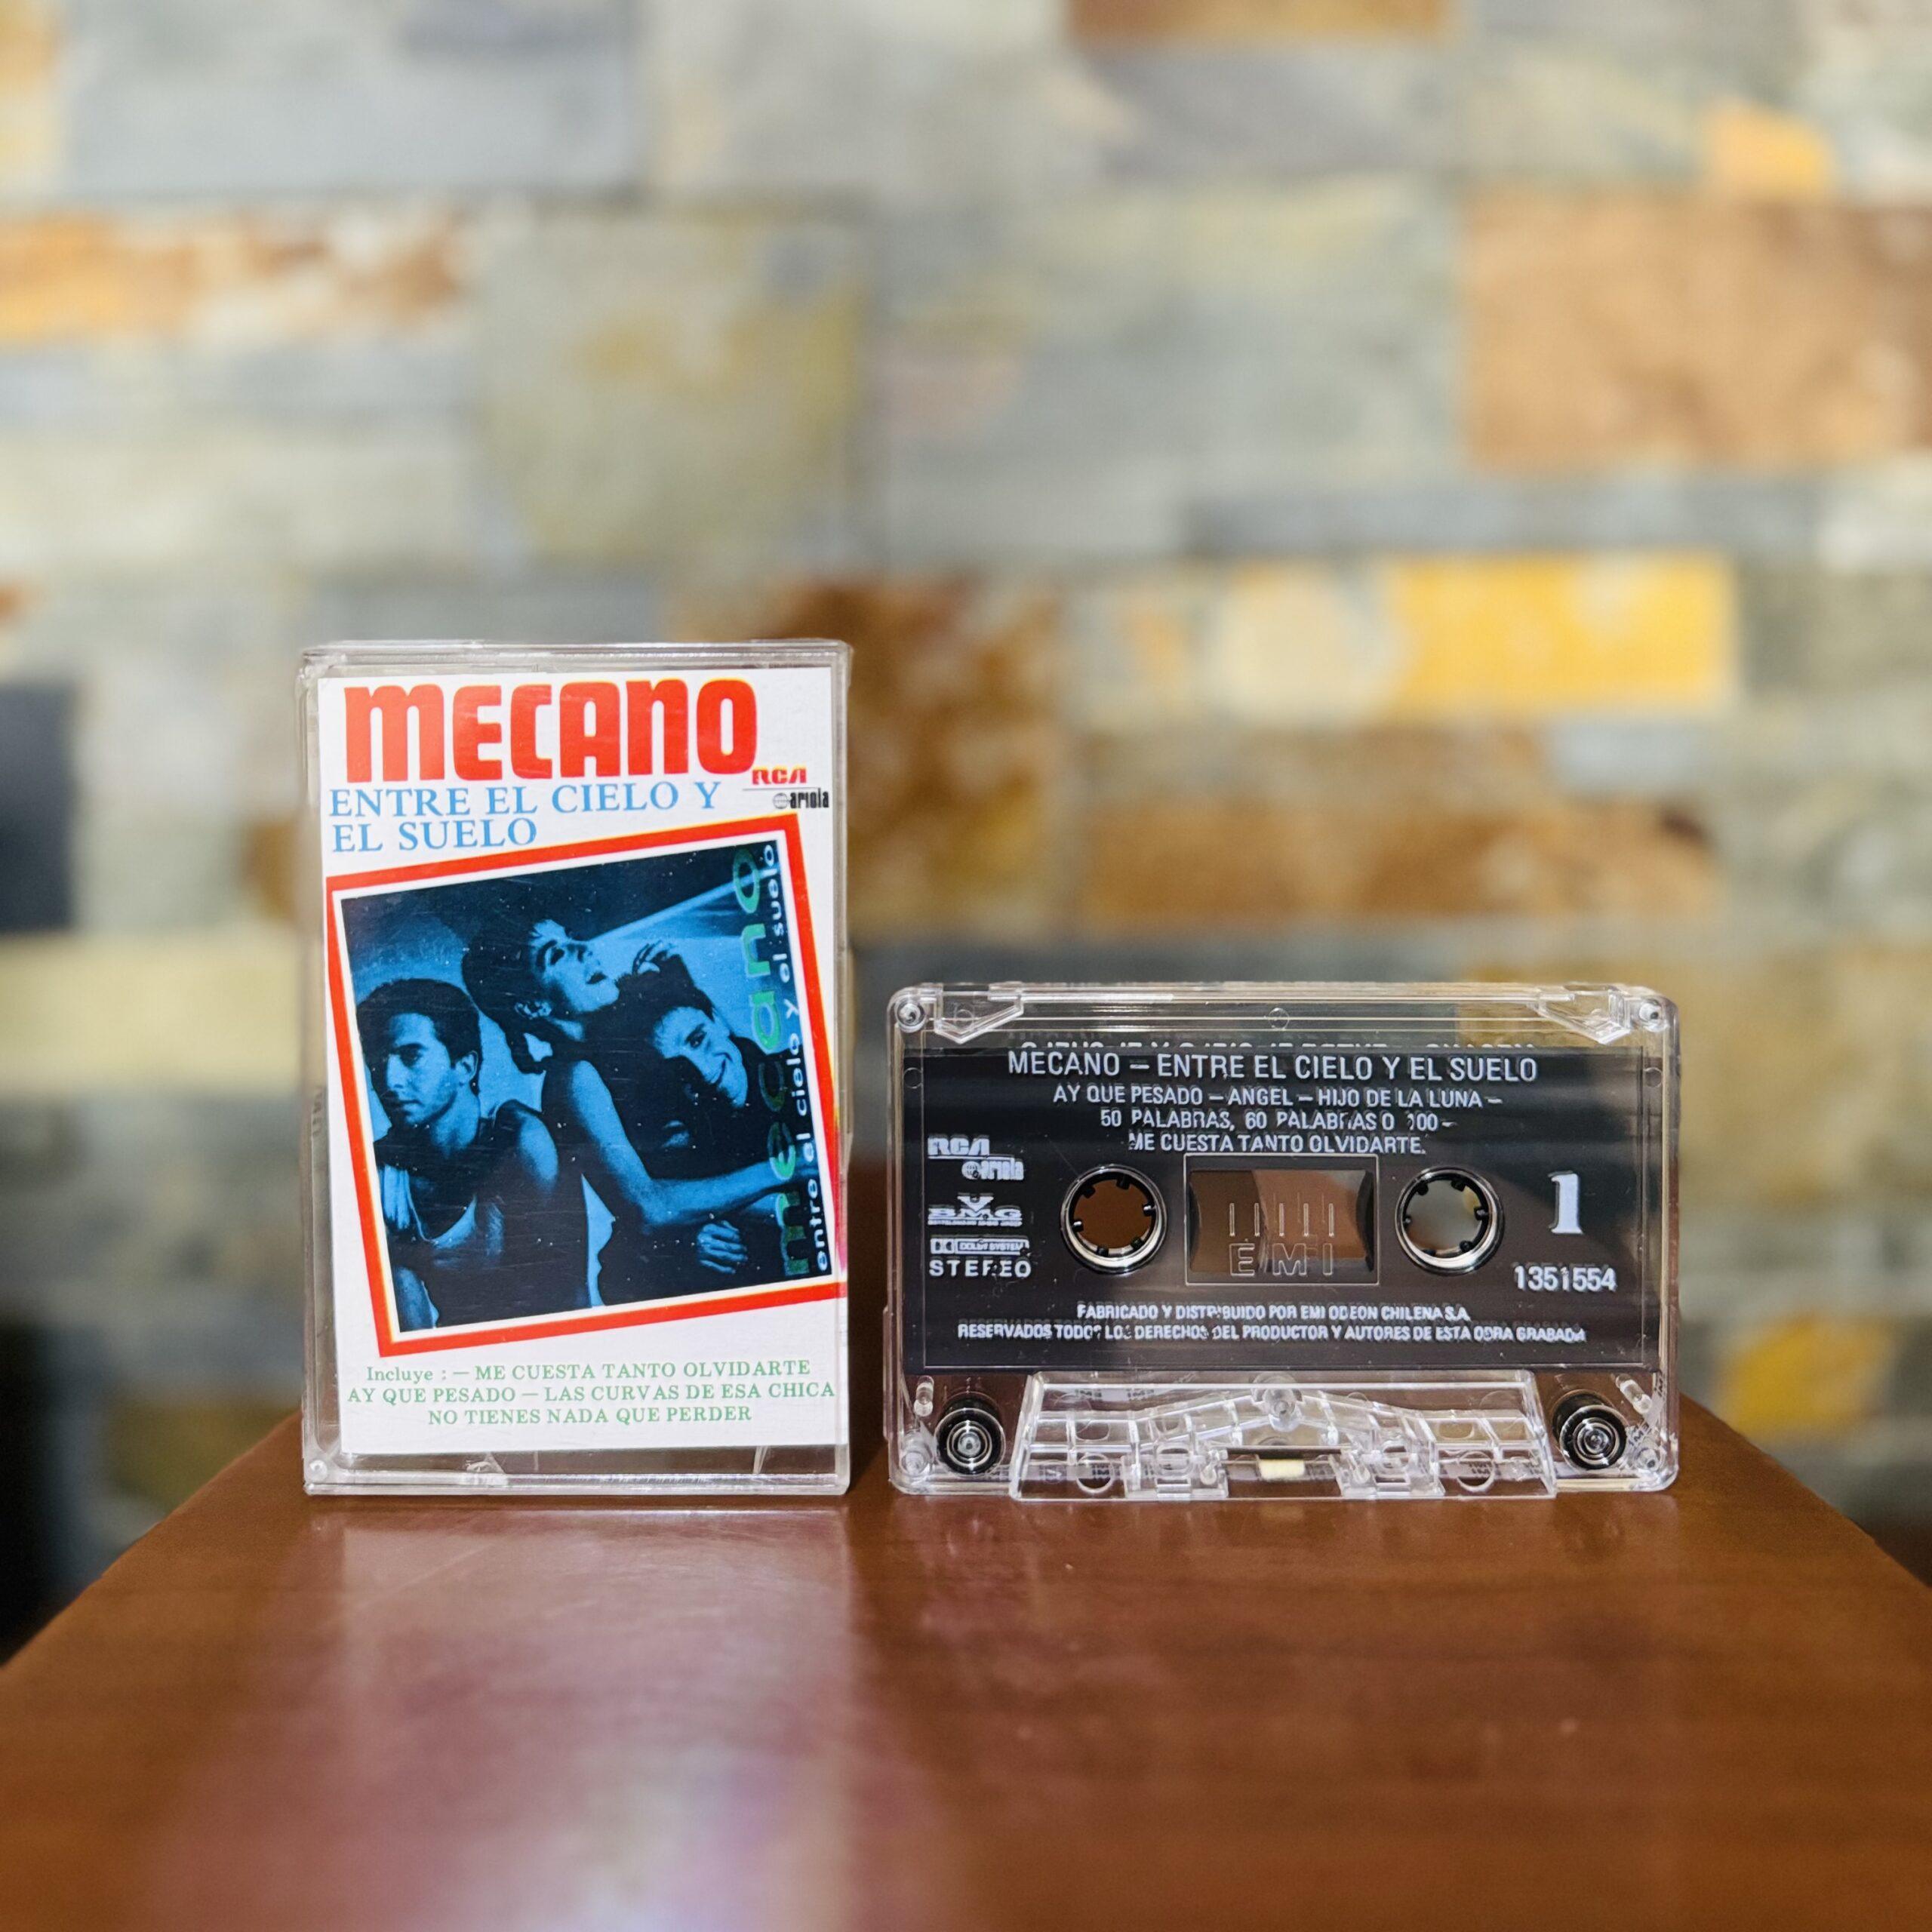 MECANO
RCA
ariola
ENTRE EL CIELO Y
EL SUELO
mecano
entre el cielo y el suelo
Incluye : — ME CUESTA TANTO OLVIDARTE
AY QUE PESADO — LAS CURVAS DE ESA CHICA
NO TIENES NADA QUE PERDER
MECANO – ENTRE EL CIELO Y EL SUELO
AY QUE PESADO – ANGEL – HIJO DE LA LUNA –
50 PALABRAS, 60 PALABRAS O 100 –
ME CUESTA TANTO OLVIDARTE.
RCA
ariola
BMG
DOLBY SYSTEM
STEREO
EMI
1
1351554
FABRICADO Y DISTRIBUIDO POR EMI ODEON CHILENA S.A.
RESERVADOS TODOS LOS DERECHOS DEL PRODUCTOR Y AUTORES DE ESTA OBRA GRABADA